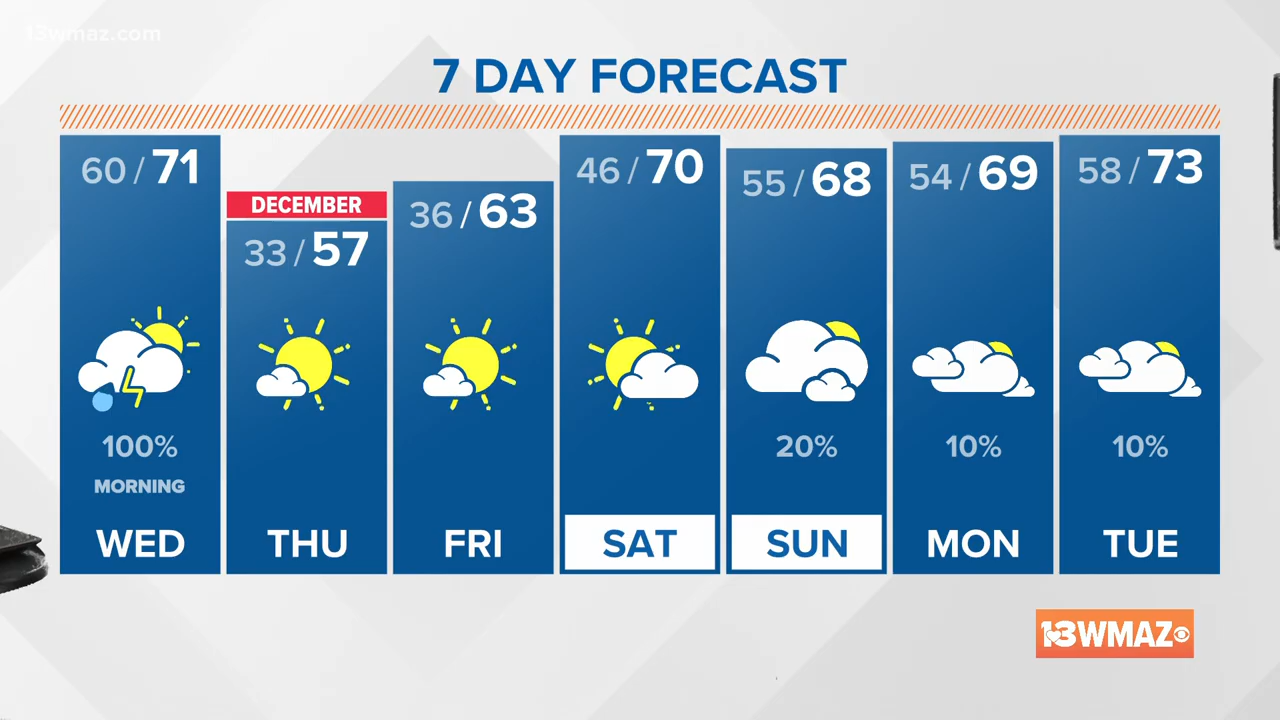 13wmaz.com
7 DAY FORECAST
60 / 71
100%
MORNING
WED
DECEMBER
33 / 57
THU
36 / 63
FRI
46 / 70
SAT
55 / 68
20%
SUN
54 / 69
10%
MON
58 / 73
10%
TUE
13WMAZ